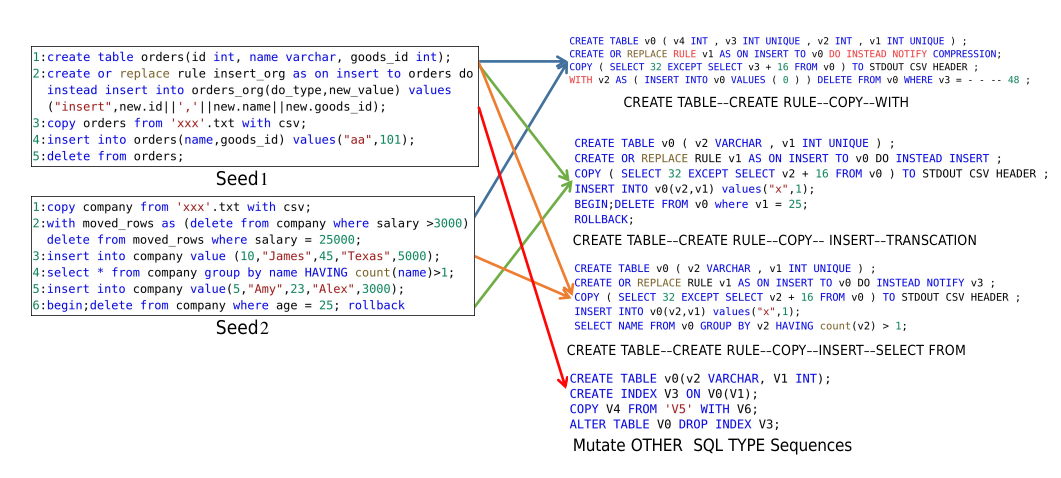 1:create table orders(id int, name varchar, goods_id int);
2:create or replace rule insert_org as on insert to orders do
instead insert into orders_org(do_type,new_value) values
("insert",new.id||','||new.name||new.goods_id);
3:copy orders from 'xxx'.txt with csv;
4:insert into orders(name,goods_id) values("aa",101);
5:delete from orders;
Seed1
1:copy company from 'xxx'.txt with csv;
2:with moved_rows as (delete from company where salary >3000)
delete from moved_rows where salary = 25000;
3:insert into company value (10,"James",45,"Texas",5000);
4:select * from company group by name HAVING count(name)>1;
5:insert into company value(5,"Amy",23,"Alex",3000);
6:begin;delete from company where age = 25; rollback
Seed2
CREATE TABLE v0 ( v4 INT , v3 INT UNIQUE , v2 INT , v1 INT UNIQUE ) ;
CREATE OR REPLACE RULE v1 AS ON INSERT TO v0 DO INSTEAD NOTIFY COMPRESSION;
COPY ( SELECT 32 EXCEPT SELECT v3 + 16 FROM v0 ) TO STDOUT CSV HEADER ;
WITH v2 AS ( INSERT INTO v0 VALUES ( 0 ) ) DELETE FROM v0 WHERE v3 = - - -- 48 ;
CREATE TABLE--CREATE RULE--COPY--WITH
CREATE TABLE v0 ( v2 VARCHAR , v1 INT UNIQUE ) ;
CREATE OR REPLACE RULE v1 AS ON INSERT TO v0 DO INSTEAD INSERT ;
COPY ( SELECT 32 EXCEPT SELECT v2 + 16 FROM v0 ) TO STDOUT CSV HEADER ;
INSERT INTO v0(v2,v1) values("x",1);
BEGIN;DELETE FROM v0 where v1 = 25;
ROLLBACK;
CREATE TABLE--CREATE RULE--COPY-- INSERT--TRANSCATION
CREATE TABLE v0 ( v2 VARCHAR , v1 INT UNIQUE ) ;
CREATE OR REPLACE RULE v1 AS ON INSERT TO v0 DO INSTEAD NOTIFY v3 ;
COPY ( SELECT 32 EXCEPT SELECT v2 + 16 FROM v0 ) TO STDOUT CSV HEADER ;
INSERT INTO v0(v2,v1) values("x",1);
SELECT NAME FROM v0 GROUP BY v2 HAVING count(v2) > 1;
CREATE TABLE--CREATE RULE--COPY--INSERT--SELECT FROM
CREATE TABLE v0(v2 VARCHAR, V1 INT);
CREATE INDEX V3 ON V0(V1);
COPY V4 FROM 'V5' WITH V6;
ALTER TABLE V0 DROP INDEX V3;
Mutate OTHER SQL TYPE Sequences